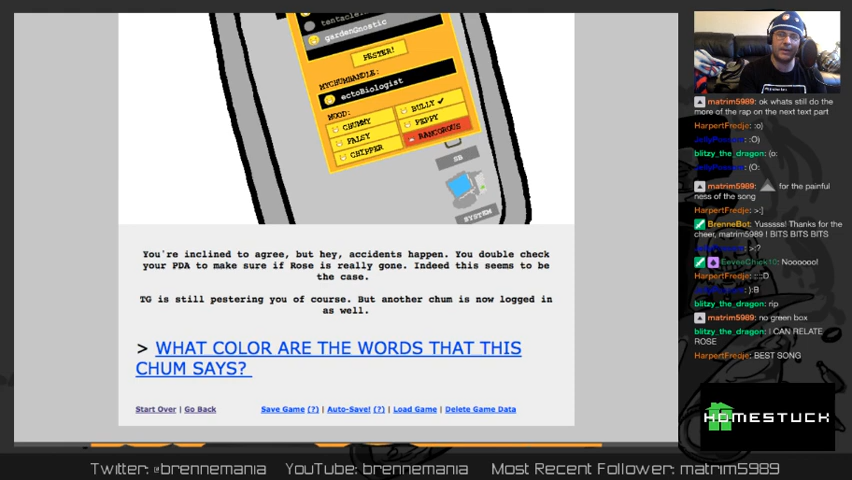 tentacleT
gardenGnostic
PESTER!
MYCHUMHANDLE:
ectoBiologist
MOOD:
CHUMMY
BULLY ✓
PALSY
PEPPY
CHIPPER
RANCOROUS
SB
SYSTEM
You're inclined to agree, but hey, accidents happen. You double check
your PDA to make sure if Rose is really gone. Indeed this seems to be
the case.
TG is still pestering you of course. But another chum is now logged in
as well.
> WHAT COLOR ARE THE WORDS THAT THIS
CHUM SAYS?
Start Over | Go Back
Save Game (?) | Auto-Save! (?) | Load Game | Delete Game Data
matrim5989: ok whats still do the
more of the rap on the next text part
HarpertFredje: :o)
: :O)
blitzy_the_dragon: (o:
: (O:
matrim5989: for the painful
ness of the song
HarpertFredje: >:]
BrenneBot: Yusssss! Thanks for the
cheer, matrim5989 ! BITS BITS BITS
: >:?
EeveeChick10: Noooooo!
HarpertFredje: ::::D
: }:B
blitzy_the_dragon: rip
matrim5989: no green box
blitzy_the_dragon: I CAN RELATE
ROSE
HarpertFredje: BEST SONG
HOMESTUCK
Twitter: @brennemania YouTube: brennemania Most Recent Follower: matrim5989